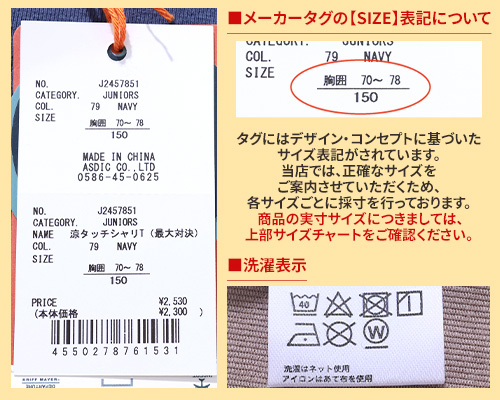 NO. J2457851
CATEGORY. JUNIORS
COL. 79 NAVY
SIZE 胸囲 70〜 78
150
MADE IN CHINA
ASDIC CO.,LTD
0586-45-0625
NO. J2457851
CATEGORY. JUNIORS
NAME 涼タッチシャリT（最大対決）
COL. 79 NAVY
SIZE 胸囲 70〜 78
150
PRICE ¥2,530
(本体価格 ¥2,300 )
4550278761531
KRIFF MAYER
DEPARTURE
■メーカータグの【SIZE】表記について
CATEGORY. JUNIORS
COL. 79 NAVY
SIZE 胸囲 70〜 78
150
タグにはデザイン・コンセプトに基づいた
サイズ表記がされています。
当店では、正確なサイズを
ご案内させていただくため、
各サイズごとに採寸を行っております。
商品の実寸サイズにつきましては、
上部サイズチャートをご確認ください。
■洗濯表示
40
W
洗濯はネット使用
アイロンはあて布を使用